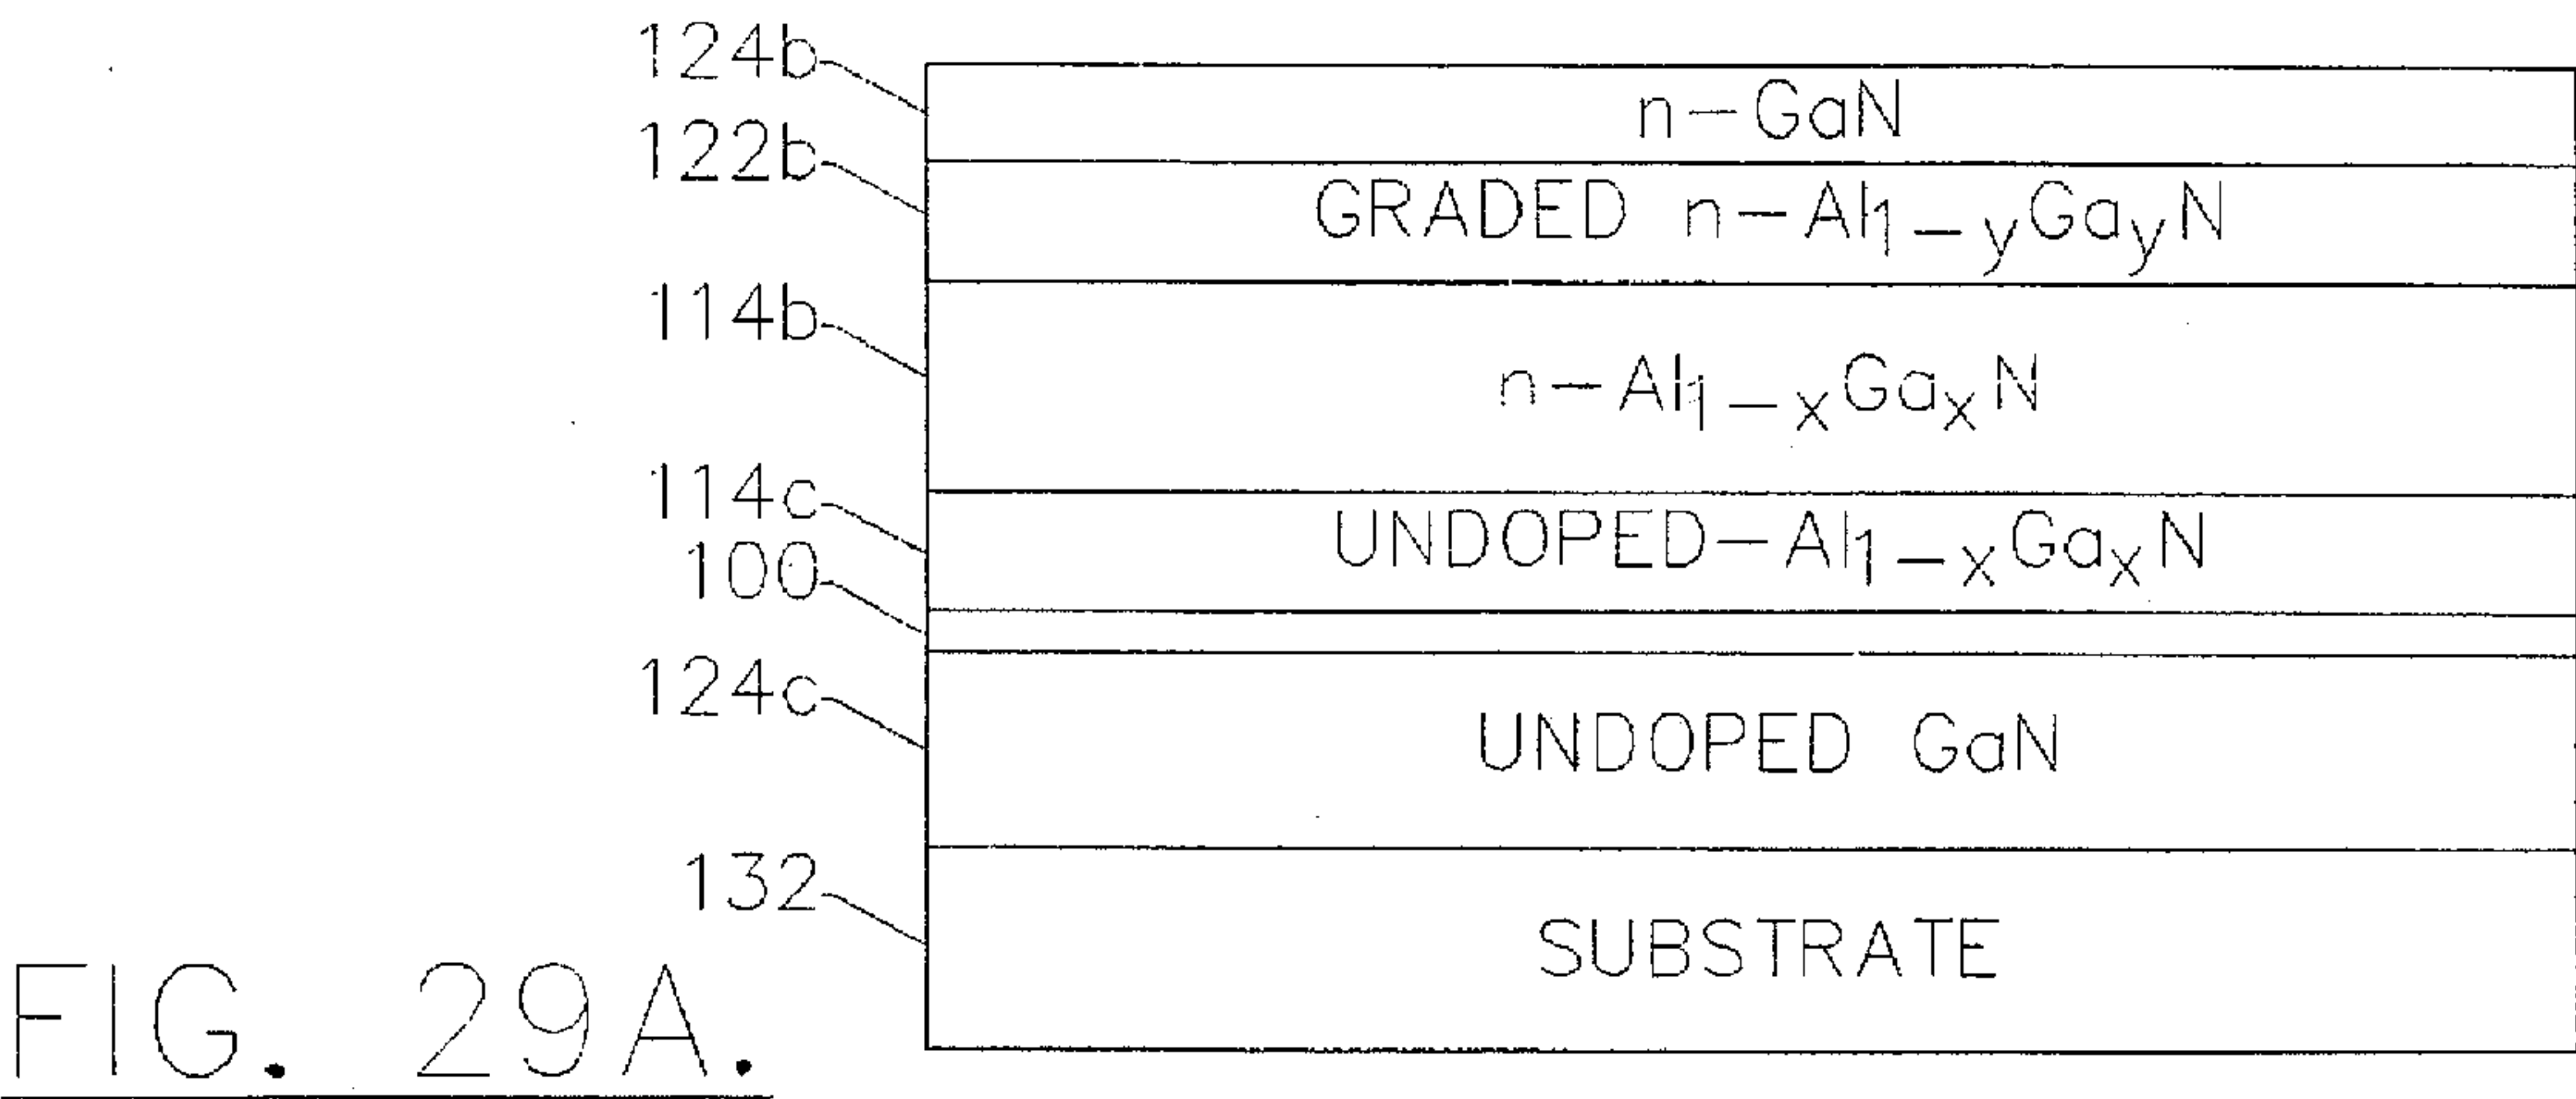 124b n-GaN
122b GRADED n-Al₁₋yGayN
114b n-Al₁₋ₓGaₓN
114c UNDOPED-Al₁₋ₓGaₓN
100
124c UNDOPED GaN
132 SUBSTRATE
FIG. 29A.